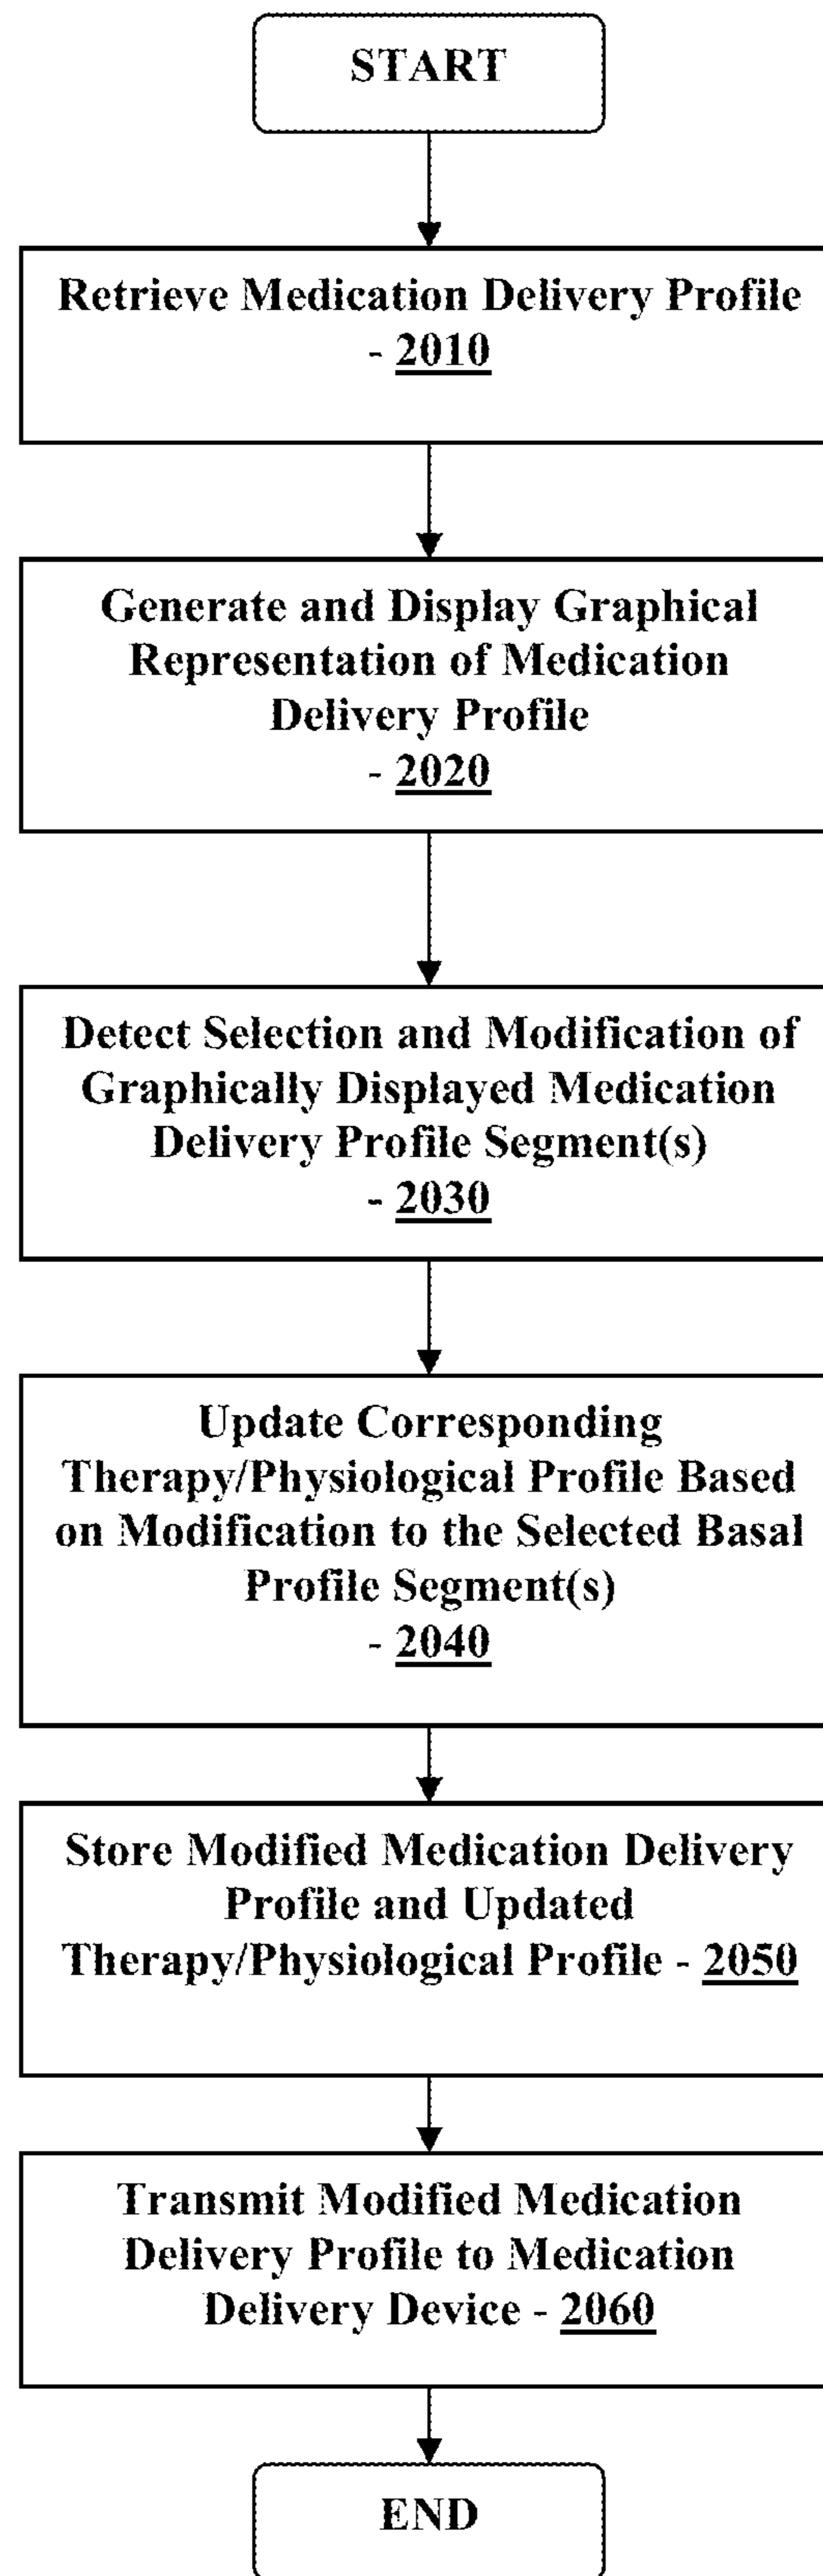 START
Retrieve Medication Delivery Profile
- 2010
Generate and Display Graphical
Representation of Medication
Delivery Profile
- 2020
Detect Selection and Modification of
Graphically Displayed Medication
Delivery Profile Segment(s)
- 2030
Update Corresponding
Therapy/Physiological Profile Based
on Modification to the Selected Basal
Profile Segment(s)
- 2040
Store Modified Medication Delivery
Profile and Updated
Therapy/Physiological Profile - 2050
Transmit Modified Medication
Delivery Profile to Medication
Delivery Device - 2060
END